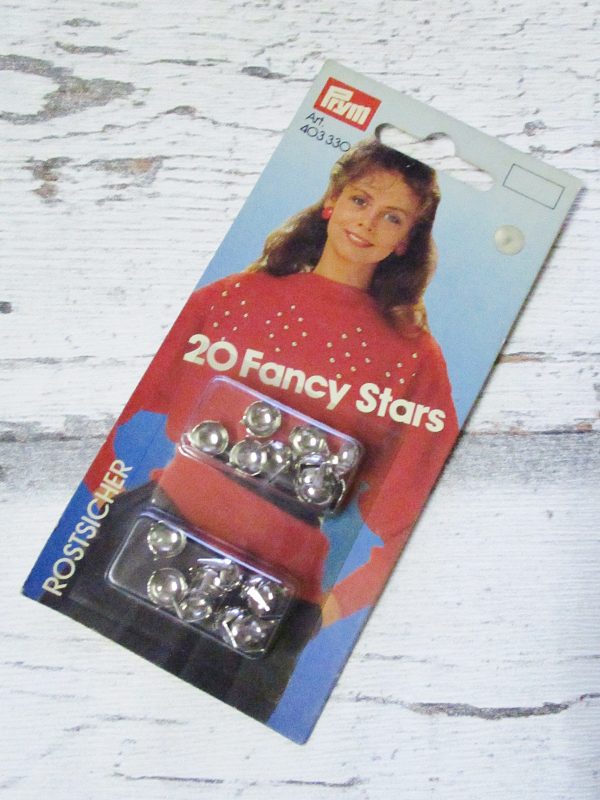 Prym
Art.
403 330
20 Fancy Stars
ROSTSICHER